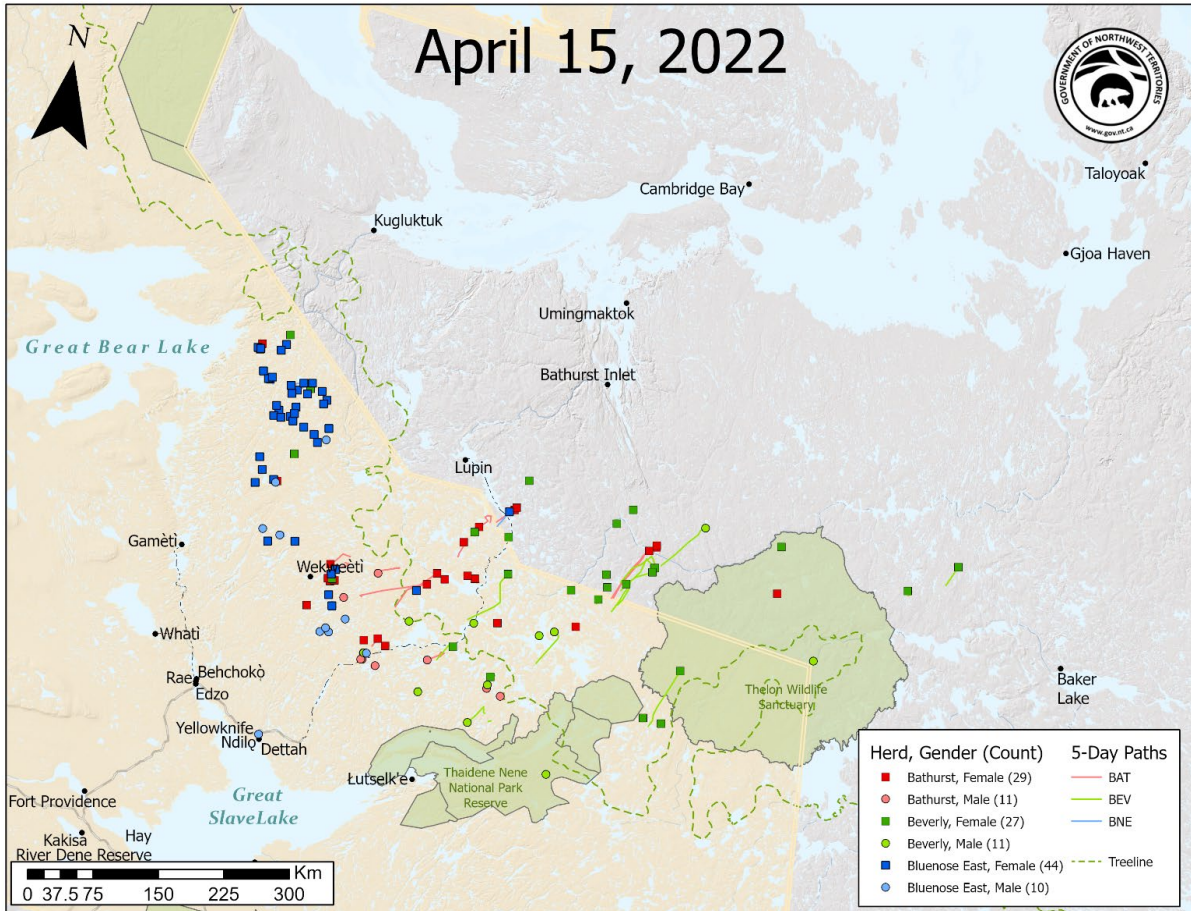 April 15, 2022
N
GOVERNMENT OF NORTHWEST TERRITORIES
www.gov.nt.ca
Taloyoak
Cambridge Bay
Kugluktuk
Gjoa Haven
Umingmaktok
Great Bear Lake
Bathurst Inlet
Lupin
Gamètì
Wekweètì
Whatì
Behchokò
Rae
Edzo
Baker
Lake
Thelon Wildlife
Sanctuary
Yellowknife
Ndilo
Dettah
Łutselk'e
Thaidene Nene
National Park
Reserve
Fort Providence
Great
Slave Lake
Kakisa
Hay
River Dene Reserve
Km
0 37.5 75 150 225 300
Herd, Gender (Count)
Bathurst, Female (29)
Bathurst, Male (11)
Beverly, Female (27)
Beverly, Male (11)
Bluenose East, Female (44)
Bluenose East, Male (10)
5-Day Paths
BAT
BEV
BNE
Treeline